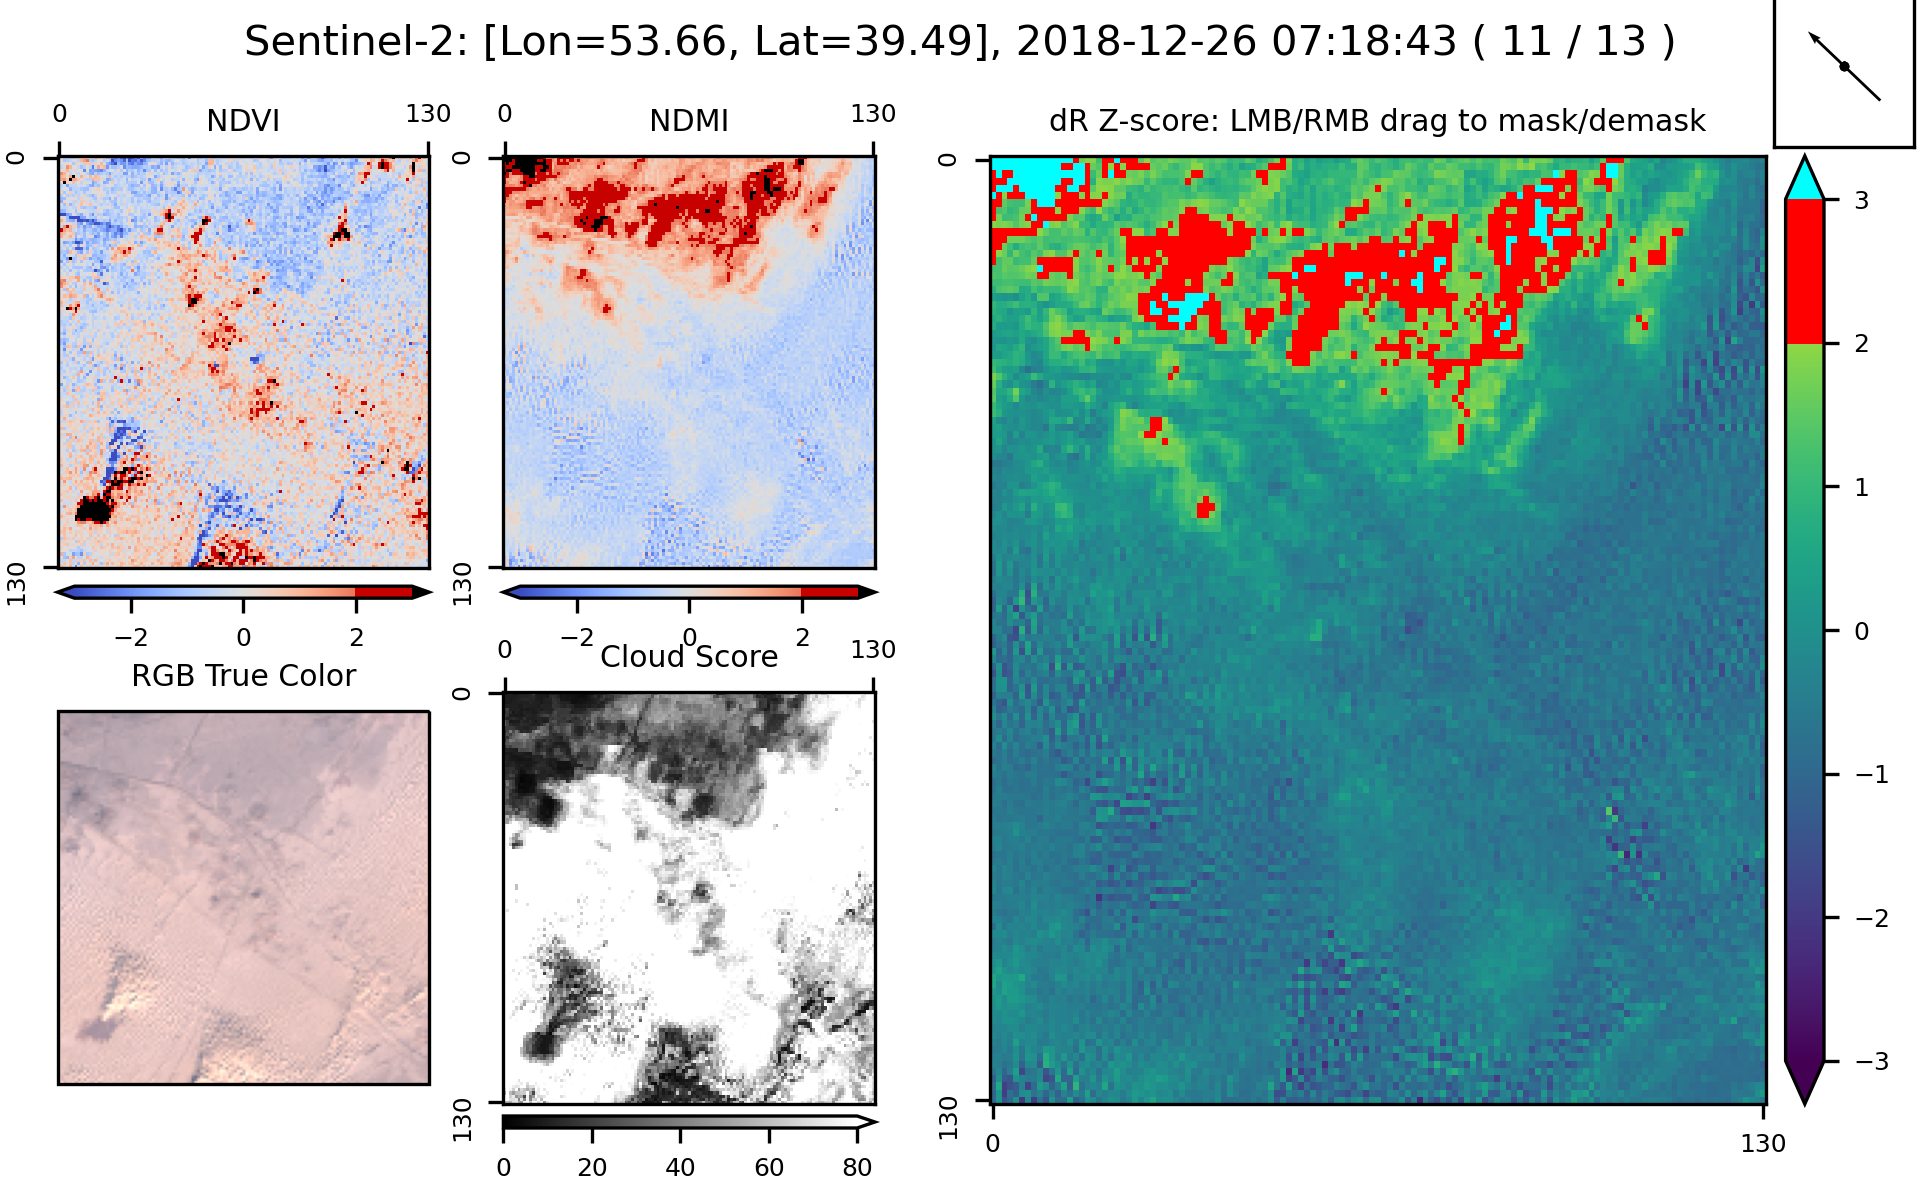 Sentinel-2: [Lon=53.66, Lat=39.49], 2018-12-26 07:18:43 ( 11 / 13 )
0 NDVI 130
0 NDMI 130
dR Z-score: LMB/RMB drag to mask/demask
0
0
0
130
130
−2 0 2
−2 0 2
3
2
1
0
−1
−2
−3
RGB True Color
0 Cloud Score 130
0
130
0 20 40 60 80
130
0 130